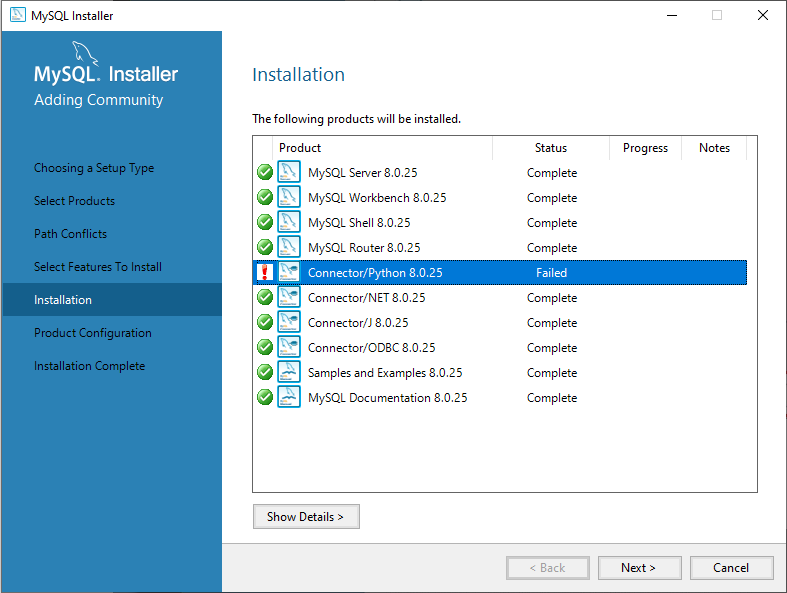 MySQL Installer
MySQL. Installer
Adding Community
Choosing a Setup Type
Select Products
Path Conflicts
Select Features To Install
Installation
Product Configuration
Installation Complete
Installation
The following products will be installed.
Product Status Progress Notes
MySQL Server 8.0.25 Complete
MySQL Workbench 8.0.25 Complete
MySQL Shell 8.0.25 Complete
MySQL Router 8.0.25 Complete
Connector/Python 8.0.25 Failed
Connector/NET 8.0.25 Complete
Connector/J 8.0.25 Complete
Connector/ODBC 8.0.25 Complete
Samples and Examples 8.0.25 Complete
MySQL Documentation 8.0.25 Complete
Show Details >
< Back Next > Cancel